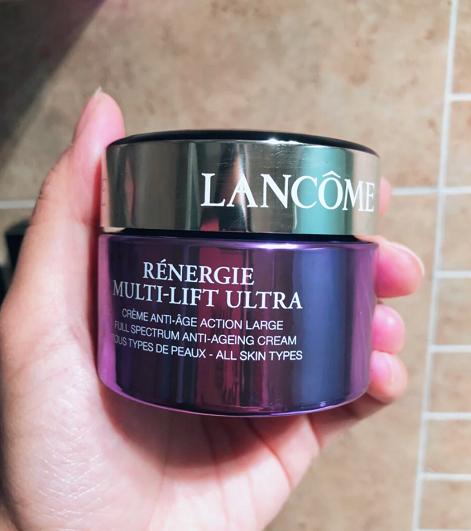 LANCÔME
RÉNERGIE
MULTI-LIFT ULTRA
CRÈME ANTI-ÂGE ACTION LARGE
FULL SPECTRUM ANTI-AGEING CREAM
TOUS TYPES DE PEAUX - ALL SKIN TYPES